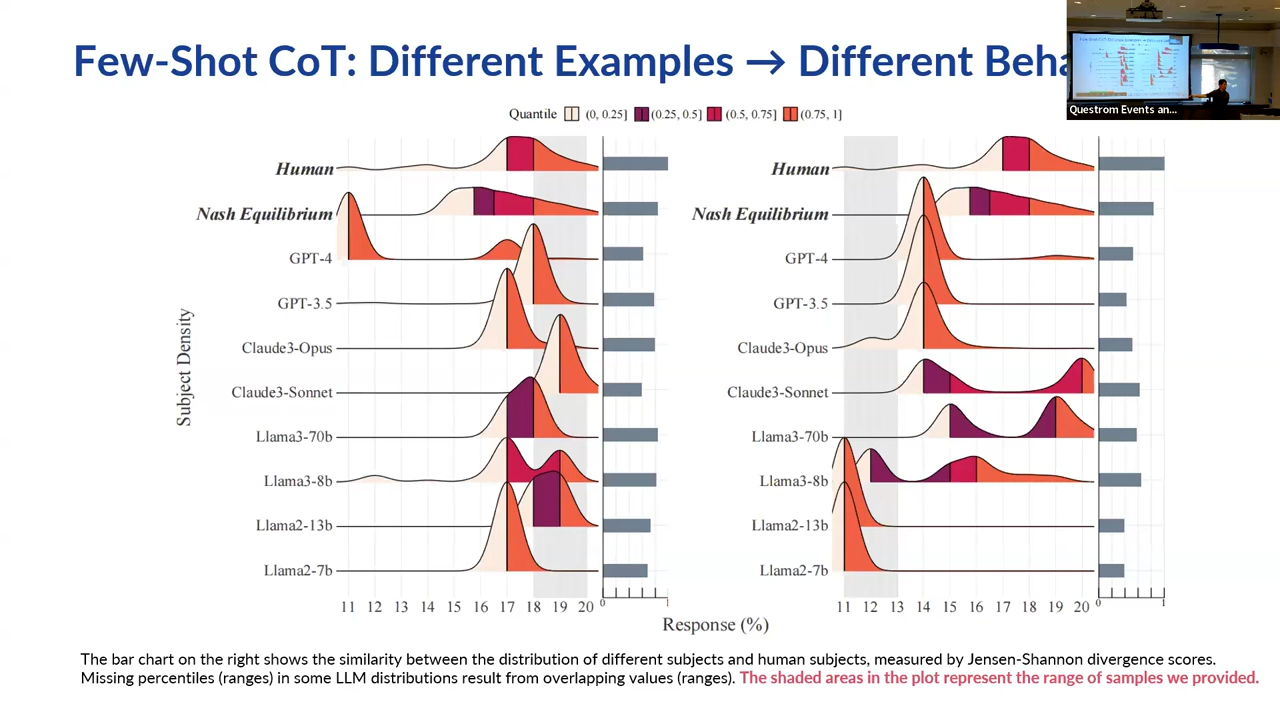 Few-Shot CoT: Different Examples → Different Beha
Questrom Events an...
Quantile (0, 0.25] (0.25, 0.5] (0.5, 0.75] (0.75, 1]
Human
Nash Equilibrium
GPT-4
GPT-3.5
Claude3-Opus
Claude3-Sonnet
Llama3-70b
Llama3-8b
Llama2-13b
Llama2-7b
Subject Density
11 12 13 14 15 16 17 18 19 20
0 1
Human
Nash Equilibrium
GPT-4
GPT-3.5
Claude3-Opus
Claude3-Sonnet
Llama3-70b
Llama3-8b
Llama2-13b
Llama2-7b
11 12 13 14 15 16 17 18 19 20
0 1
Response (%)
The bar chart on the right shows the similarity between the distribution of different subjects and human subjects, measured by Jensen-Shannon divergence scores.
Missing percentiles (ranges) in some LLM distributions result from overlapping values (ranges). The shaded areas in the plot represent the range of samples we provided.